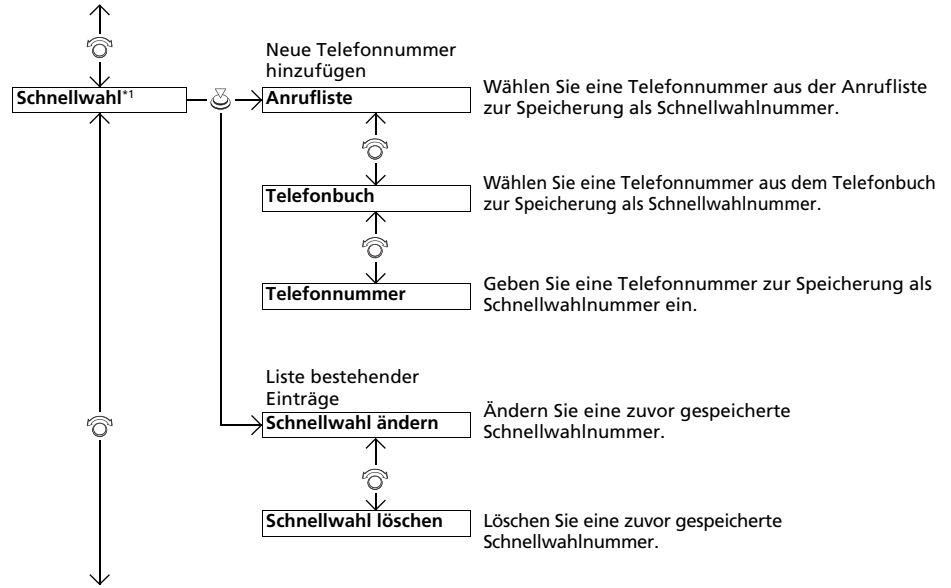 Neue Telefonnummer
hinzufügen
Schnellwahl*1
Anrufliste
Wählen Sie eine Telefonnummer aus der Anrufliste
zur Speicherung als Schnellwahlnummer.
Telefonbuch
Wählen Sie eine Telefonnummer aus dem Telefonbuch
zur Speicherung als Schnellwahlnummer.
Telefonnummer
Geben Sie eine Telefonnummer zur Speicherung als
Schnellwahlnummer ein.
Liste bestehender
Einträge
Schnellwahl ändern
Ändern Sie eine zuvor gespeicherte
Schnellwahlnummer.
Schnellwahl löschen
Löschen Sie eine zuvor gespeicherte
Schnellwahlnummer.